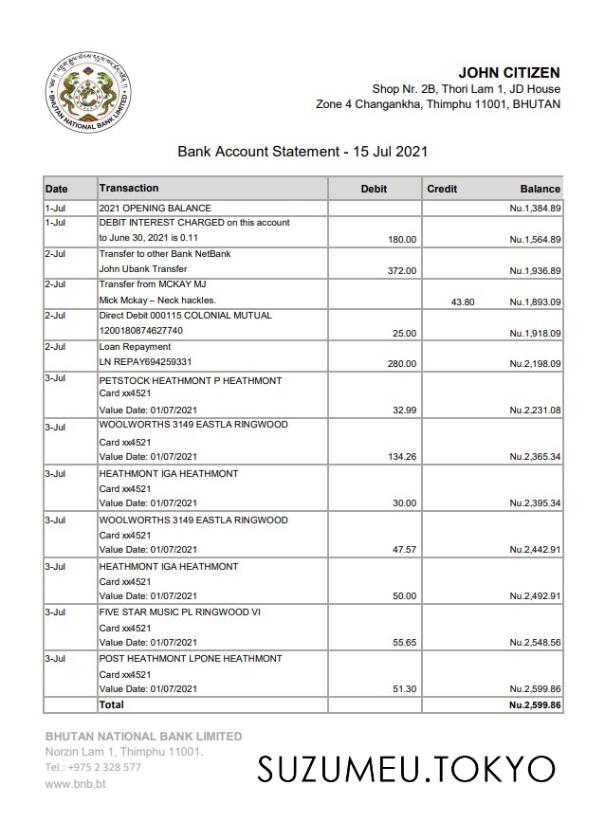 BHUTAN NATIONAL BANK LIMITED
JOHN CITIZEN
Shop Nr. 2B, Thori Lam 1, JD House
Zone 4 Changankha, Thimphu 11001, BHUTAN
Bank Account Statement - 15 Jul 2021
Date Transaction Debit Credit Balance
1-Jul 2021 OPENING BALANCE Nu.1,384.89
1-Jul DEBIT INTEREST CHARGED on this account
to June 30, 2021 is 0.11 180.00 Nu.1,564.89
2-Jul Transfer to other Bank NetBank
John Ubank Transfer 372.00 Nu.1,936.89
2-Jul Transfer from MCKAY MJ
Mick Mckay – Neck hackles. 43.80 Nu.1,893.09
2-Jul Direct Debit 000115 COLONIAL MUTUAL
1200180874627740 25.00 Nu.1,918.09
2-Jul Loan Repayment
LN REPAY694259331 280.00 Nu.2,198.09
3-Jul PETSTOCK HEATHMONT P HEATHMONT
Card xx4521
Value Date: 01/07/2021 32.99 Nu.2,231.08
3-Jul WOOLWORTHS 3149 EASTLA RINGWOOD
Card xx4521
Value Date: 01/07/2021 134.26 Nu.2,365.34
3-Jul HEATHMONT IGA HEATHMONT
Card xx4521
Value Date: 01/07/2021 30.00 Nu.2,395.34
3-Jul WOOLWORTHS 3149 EASTLA RINGWOOD
Card xx4521
Value Date: 01/07/2021 47.57 Nu.2,442.91
3-Jul HEATHMONT IGA HEATHMONT
Card xx4521
Value Date: 01/07/2021 50.00 Nu.2,492.91
3-Jul FIVE STAR MUSIC PL RINGWOOD VI
Card xx4521
Value Date: 01/07/2021 55.65 Nu.2,548.56
3-Jul POST HEATHMONT LPONE HEATHMONT
Card xx4521
Value Date: 01/07/2021 51.30 Nu.2,599.86
Total Nu.2,599.86
BHUTAN NATIONAL BANK LIMITED
Norzin Lam 1, Thimphu 11001.
Tel.: +975 2 328 577
www.bnb.bt
SUZUMEU.TOKYO